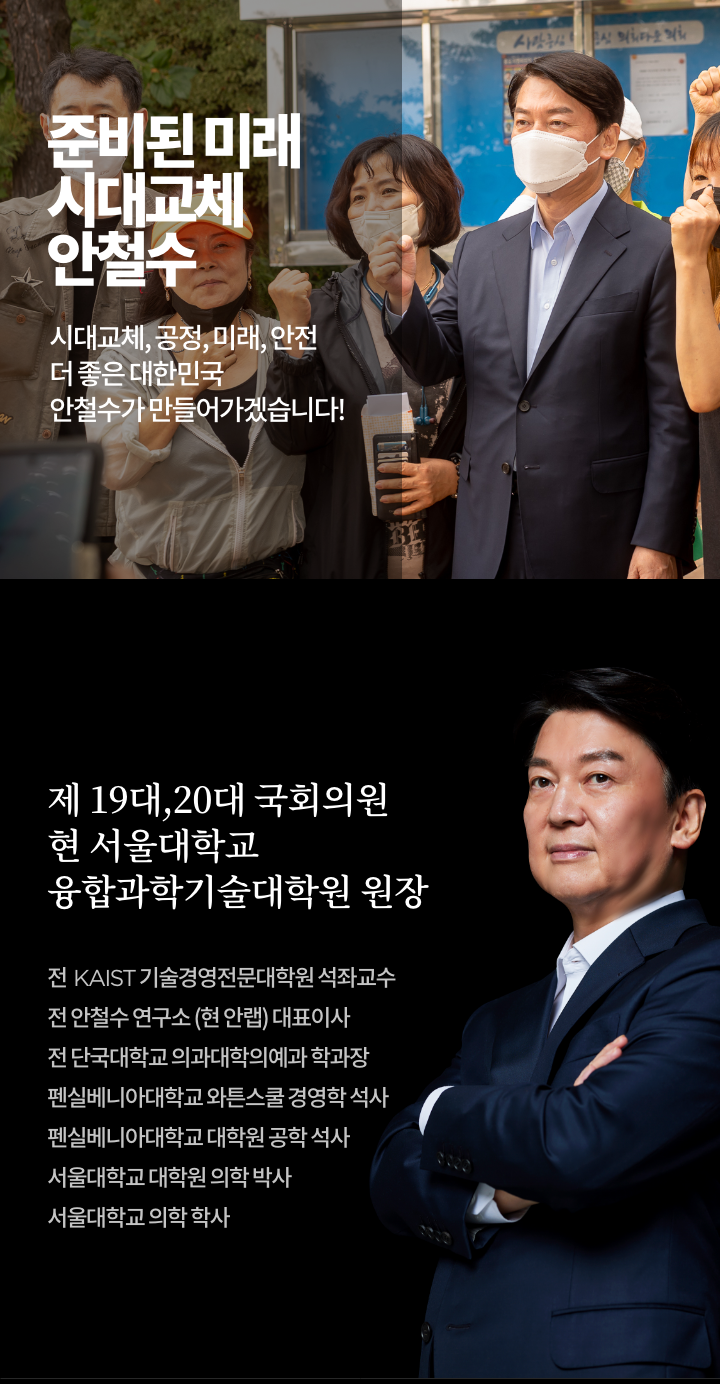 준비된 미래
시대교체
안철수
시대교체, 공정, 미래, 안전
더 좋은 대한민국
안철수가 만들어가겠습니다!
제 19대,20대 국회의원
현 서울대학교
융합과학기술대학원 원장
전 KAIST 기술경영전문대학원 석좌교수
전 안철수 연구소 (현 안랩) 대표이사
전 단국대학교 의과대학의예과 학과장
펜실베니아대학교 와튼스쿨 경영학 석사
펜실베니아대학교 대학원 공학 석사
서울대학교 대학원 의학 박사
서울대학교 의학 학사